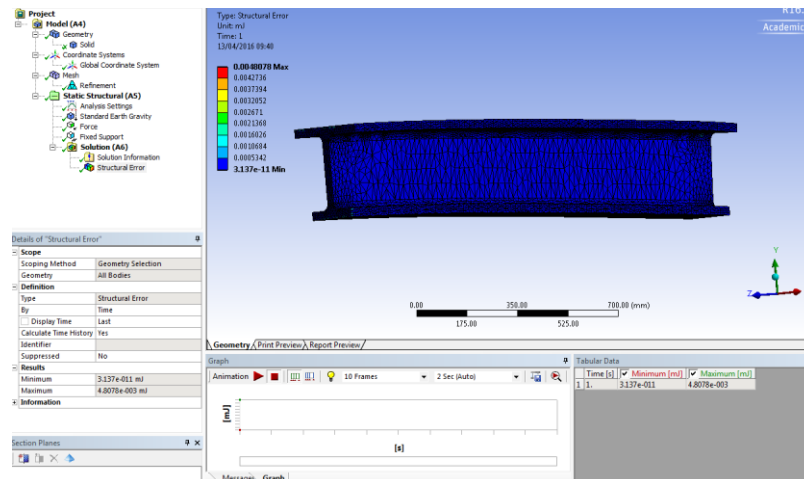 Project
Model (A4)
Geometry
Solid
Coordinate Systems
Global Coordinate System
Mesh
Refinement
Static Structural (A5)
Analysis Settings
Standard Earth Gravity
Force
Fixed Support
Solution (A6)
Solution Information
Structural Error
Details of "Structural Error"
Scope
Scoping Method Geometry Selection
Geometry All Bodies
Definition
Type Structural Error
By Time
Display Time Last
Calculate Time History Yes
Identifier
Suppressed No
Results
Minimum 3.137e-011 mJ
Maximum 4.8078e-003 mJ
Information
Section Planes
Type: Structural Error
Unit: mJ
Time: 1
13/04/2016 09:40
0.0048078 Max
0.0042736
0.0037394
0.0032052
0.002671
0.0021368
0.0016026
0.0010684
0.0005342
3.137e-11 Min
R16.
Academic
Y
Z
0.00 350.00 700.00 (mm)
175.00 525.00
Geometry Print Preview Report Preview
Graph
Animation 10 Frames 2 Sec (Auto)
[mJ]
[s]
Messages Graph
Tabular Data
Time [s] Minimum [mJ] Maximum [mJ]
1 1. 3.137e-011 4.8078e-003